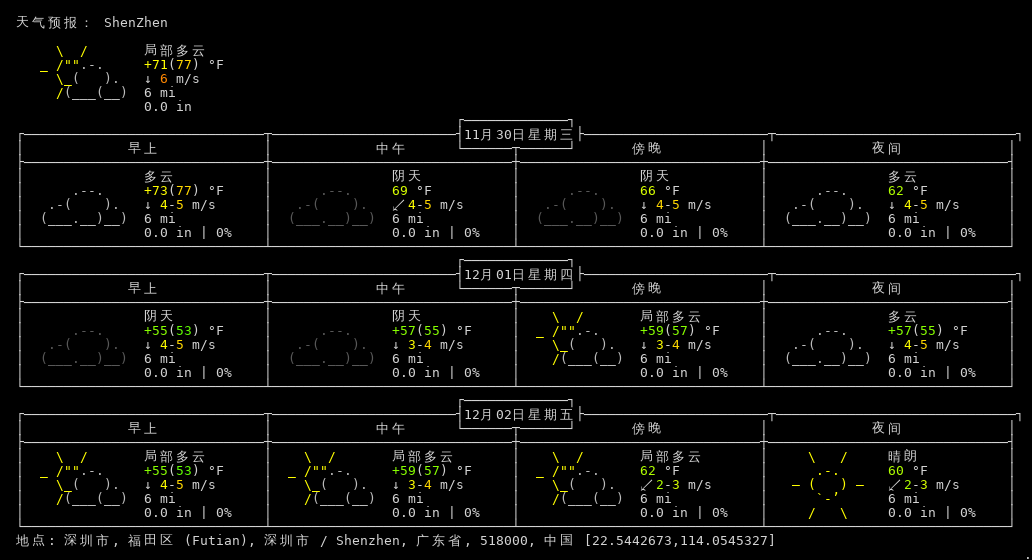 天气预报： ShenZhen
局部多云
+71(77) °F
↓ 6 m/s
6 mi
0.0 in
11月30日星期三
早上 中午 傍晚 夜间
多云 阴天 阴天 多云
+73(77) °F 69 °F 66 °F 62 °F
↓ 4-5 m/s ↙ 4-5 m/s ↓ 4-5 m/s ↓ 4-5 m/s
6 mi 6 mi 6 mi 6 mi
0.0 in | 0% 0.0 in | 0% 0.0 in | 0% 0.0 in | 0%
12月01日星期四
早上 中午 傍晚 夜间
阴天 阴天 局部多云 多云
+55(53) °F +57(55) °F +59(57) °F +57(55) °F
↓ 4-5 m/s ↓ 3-4 m/s ↓ 3-4 m/s ↓ 4-5 m/s
6 mi 6 mi 6 mi 6 mi
0.0 in | 0% 0.0 in | 0% 0.0 in | 0% 0.0 in | 0%
12月02日星期五
早上 中午 傍晚 夜间
局部多云 局部多云 局部多云 晴朗
+55(53) °F +59(57) °F 62 °F 60 °F
↓ 4-5 m/s ↓ 3-4 m/s ↙ 2-3 m/s ↙ 2-3 m/s
6 mi 6 mi 6 mi 6 mi
0.0 in | 0% 0.0 in | 0% 0.0 in | 0% 0.0 in | 0%
地点: 深圳市, 福田区 (Futian), 深圳市 / Shenzhen, 广东省, 518000, 中国 [22.5442673,114.0545327]